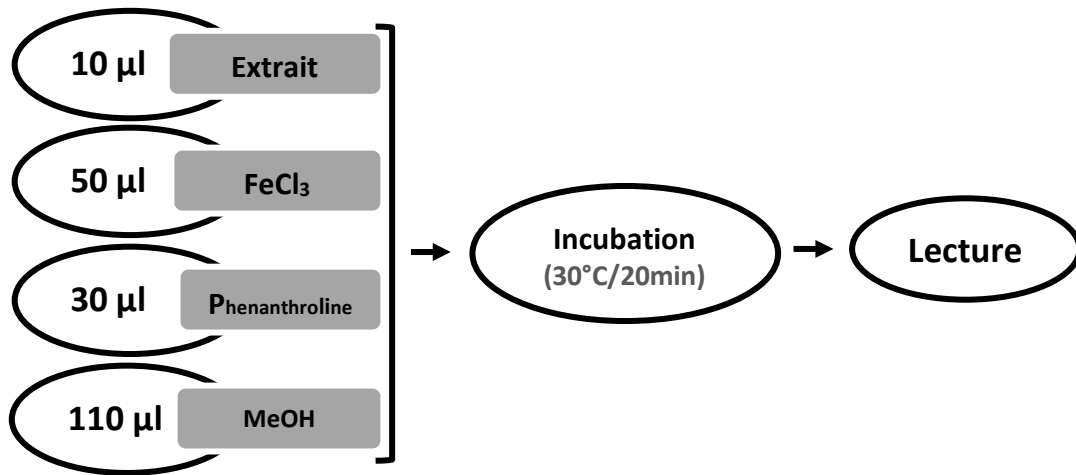 10 µl Extrait
50 µl FeCl₃
30 µl Phenanthroline
110 µl MeOH
Incubation
(30°C/20min)
Lecture